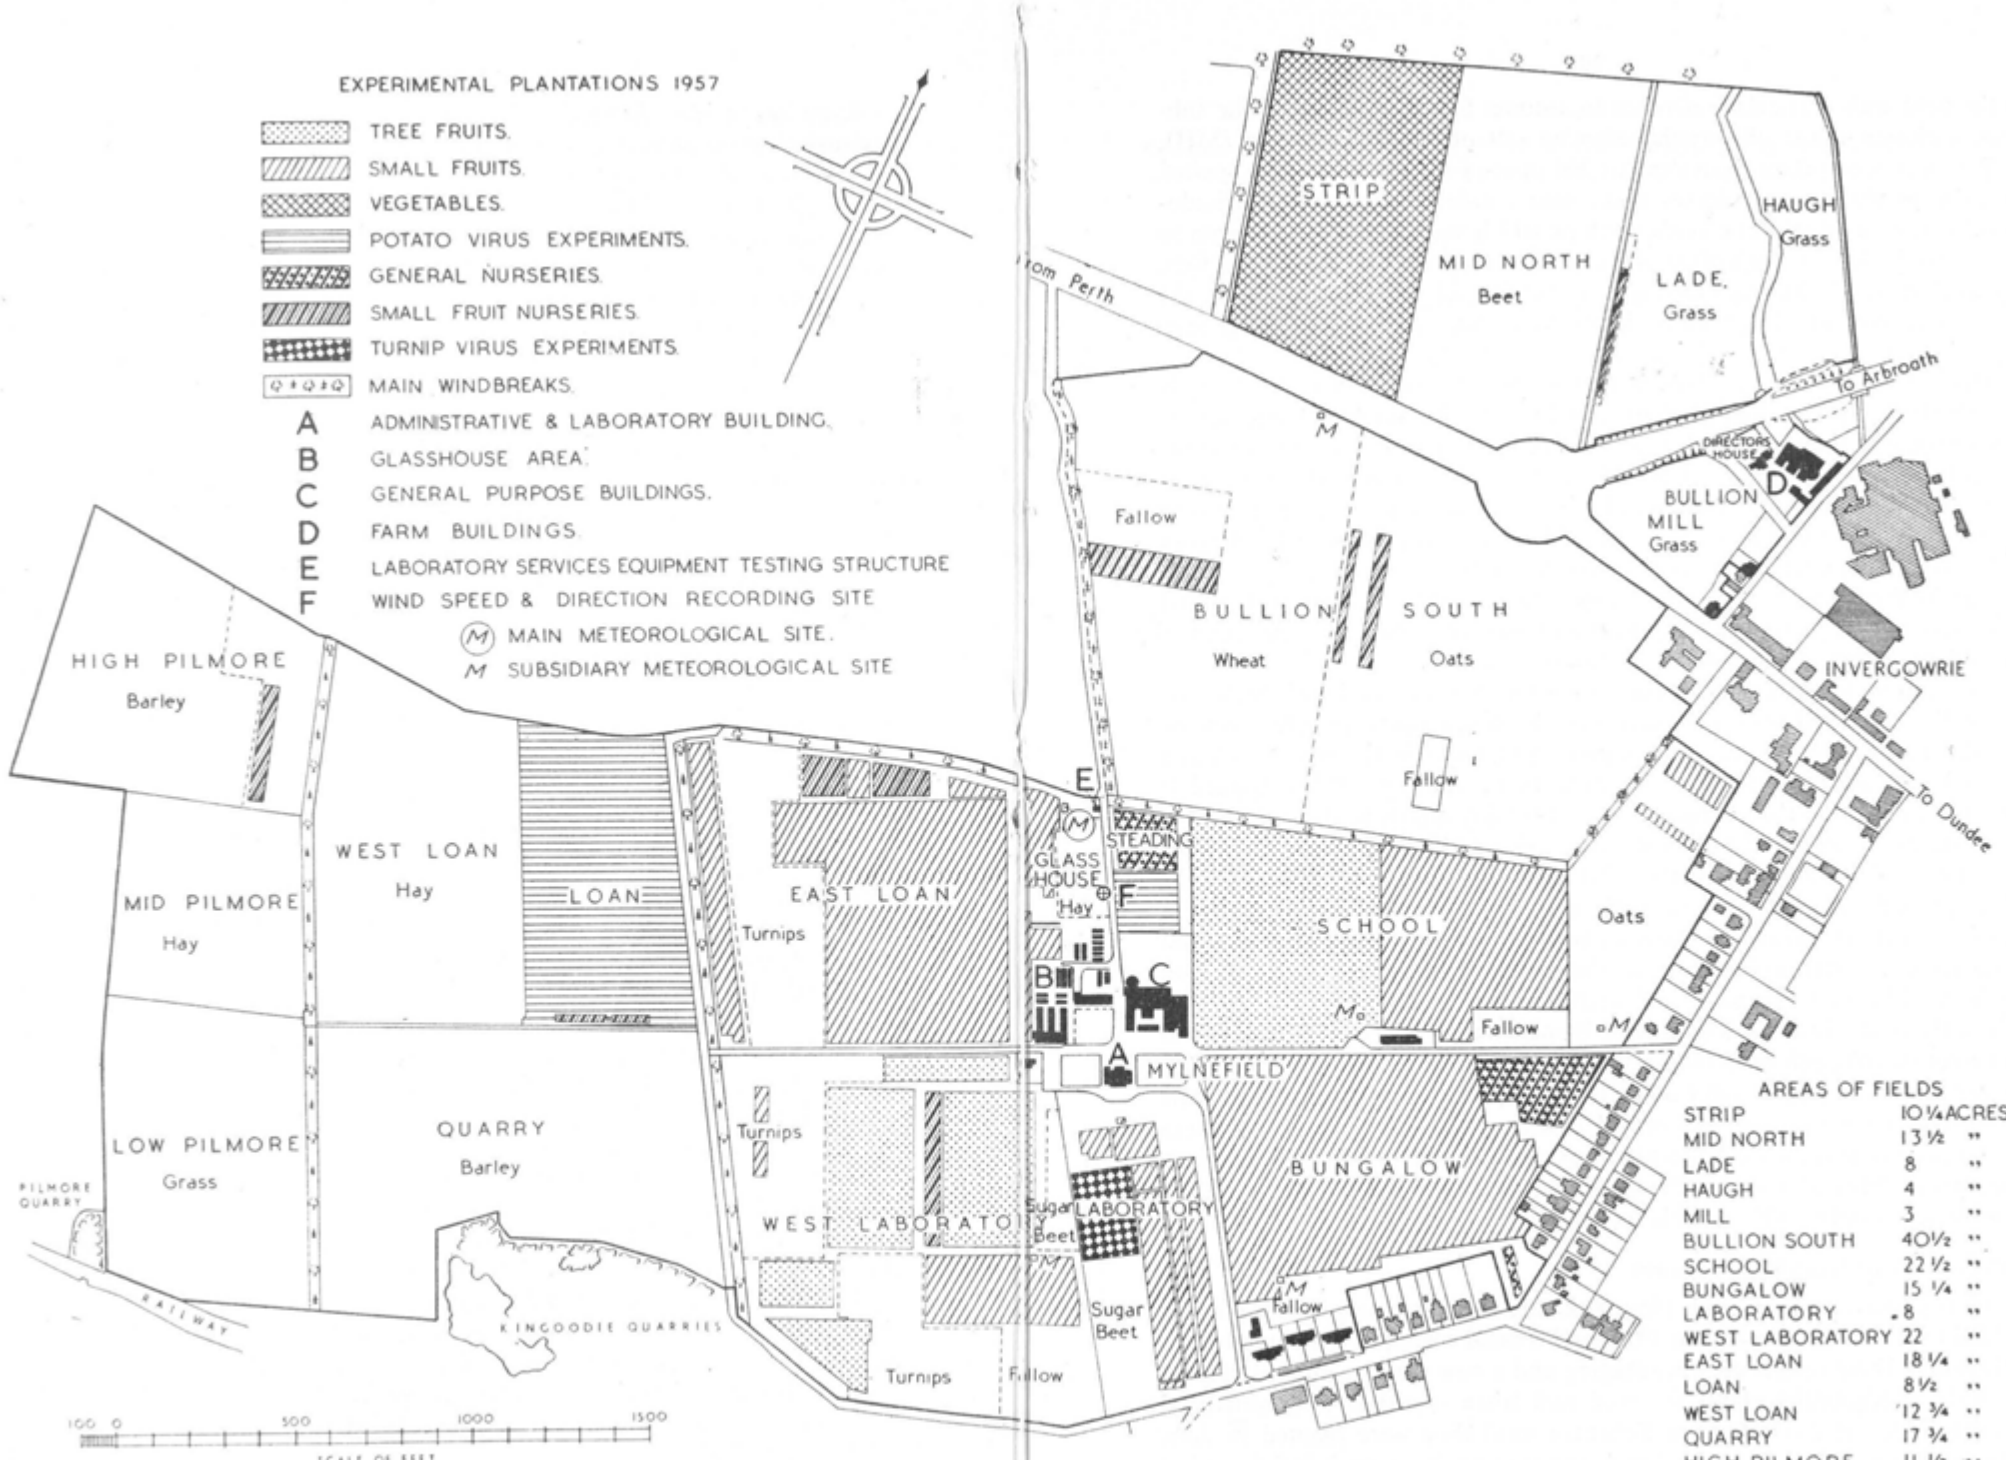 EXPERIMENTAL PLANTATIONS 1957
TREE FRUITS.
SMALL FRUITS.
VEGETABLES.
POTATO VIRUS EXPERIMENTS.
GENERAL NURSERIES.
SMALL FRUIT NURSERIES.
TURNIP VIRUS EXPERIMENTS.
MAIN WINDBREAKS.
A ADMINISTRATIVE & LABORATORY BUILDING.
B GLASSHOUSE AREA.
C GENERAL PURPOSE BUILDINGS.
D FARM BUILDINGS.
E LABORATORY SERVICES EQUIPMENT TESTING STRUCTURE
F WIND SPEED & DIRECTION RECORDING SITE
M MAIN METEOROLOGICAL SITE.
M SUBSIDIARY METEOROLOGICAL SITE
From Perth
STRIP
MID NORTH
Beet
LADE,
Grass
HAUGH
Grass
To Arbroath
DIRECTORS
HOUSE
D
BULLION
MILL
Grass
M
Fallow
BULLION SOUTH
Wheat
Oats
Fallow
INVERGOWRIE
To Dundee
HIGH PILMORE
Barley
WEST LOAN
Hay
LOAN
EAST LOAN
Turnips
E
M
STEADING
GLASS
HOUSE
Hay
F
B
C
SCHOOL
Oats
M
Fallow
M
MID PILMORE
Hay
A
MYLNEFIELD
LOW PILMORE
Grass
QUARRY
Barley
Turnips
WEST LABORATORY
Sugar
Beet
LABORATORY
M
BUNGALOW
M
Fallow
Sugar
Beet
Turnips
Fallow
PILMORE
QUARRY
RAILWAY
KINGOODIE QUARRIES
100 0 500 1000 1500
SCALE OF FEET
AREAS OF FIELDS
STRIP 10 1/4 ACRES
MID NORTH 13 1/2 "
LADE 8 "
HAUGH 4 "
MILL 3 "
BULLION SOUTH 40 1/2 "
SCHOOL 22 1/2 "
BUNGALOW 15 1/4 "
LABORATORY 8 "
WEST LABORATORY 22 "
EAST LOAN 18 1/4 "
LOAN 8 1/2 "
WEST LOAN 12 3/4 "
QUARRY 17 3/4 "
HIGH PILMORE 11 1/2 "